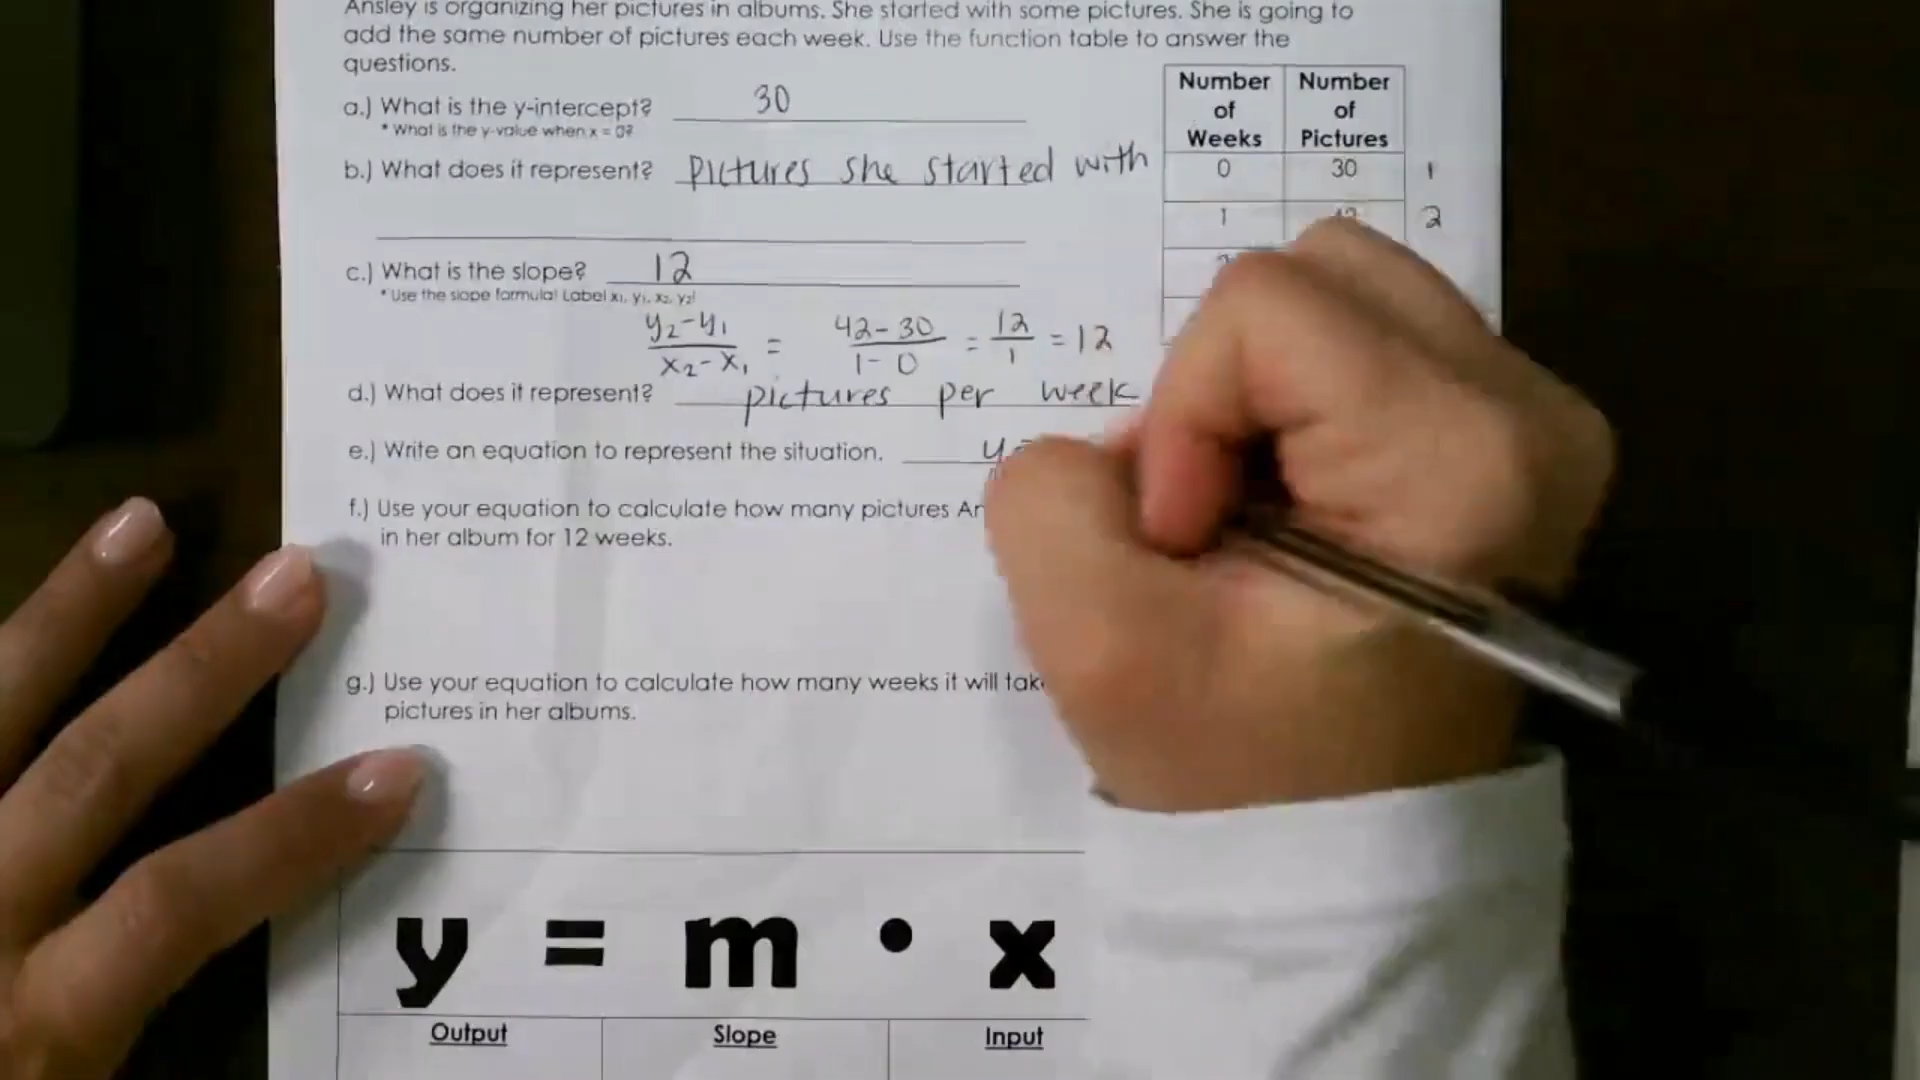 Ansley is organizing her pictures in albums. She started with some pictures. She is going to
add the same number of pictures each week. Use the function table to answer the
questions.
Number of Weeks Number of Pictures
0 30 1
1 42 2
a.) What is the y-intercept? 30
* What is the y-value when x = 0?
b.) What does it represent? pictures she started with
c.) What is the slope? 12
* Use the slope formula! Label x₁, y₁, x₂, y₂!
y₂-y₁ / x₂-x₁ = 42-30 / 1-0 = 12 / 1 = 12
d.) What does it represent? pictures per week
e.) Write an equation to represent the situation. y=
f.) Use your equation to calculate how many pictures
in her album for 12 weeks.
g.) Use your equation to calculate how many weeks it will
pictures in her albums.
y = m • x
Output Slope Input